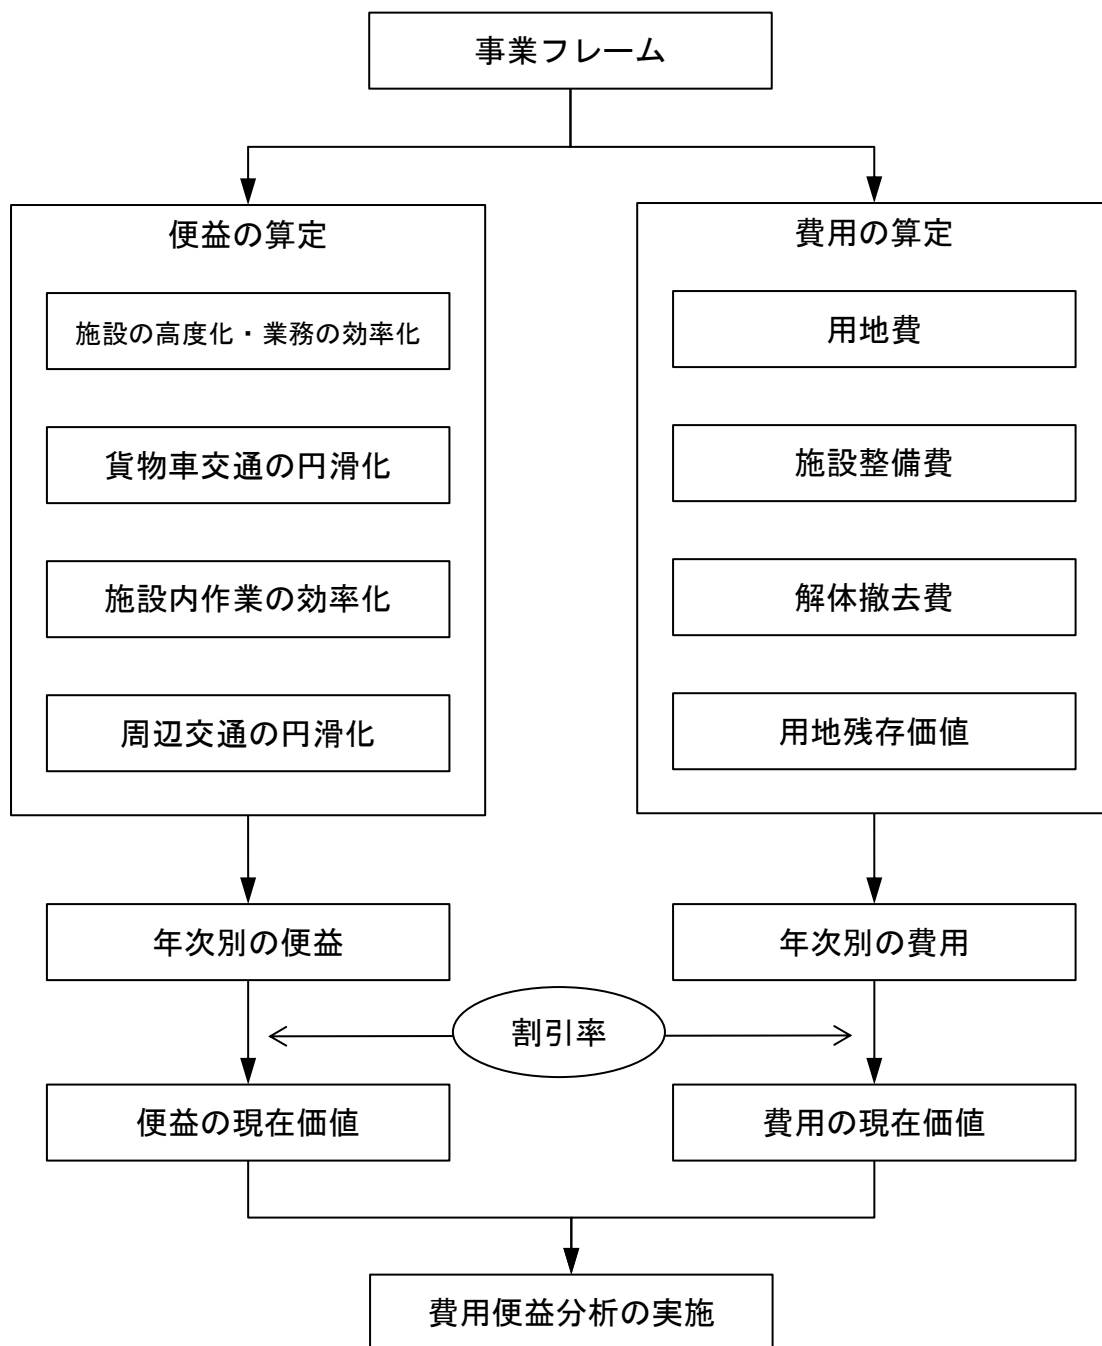 事業フレーム
便益の算定
施設の高度化・業務の効率化
貨物車交通の円滑化
施設内作業の効率化
周辺交通の円滑化
費用の算定
用地費
施設整備費
解体撤去費
用地残存価値
年次別の便益
年次別の費用
割引率
便益の現在価値
費用の現在価値
費用便益分析の実施